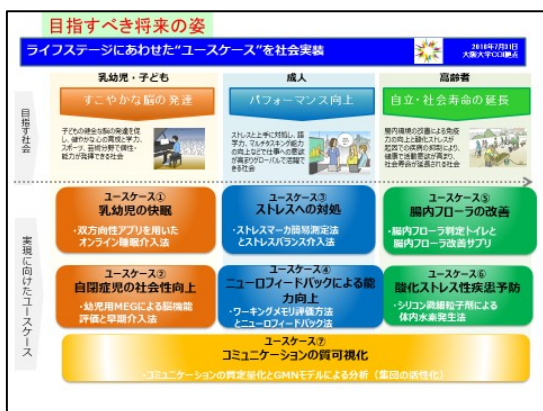 目指すべき将来の姿
ライフステージにあわせた“ユースケース”を社会実装
2018年7月31日
大阪大学COI拠点
乳幼児・子ども
成人
高齢者
目指す社会
すこやかな脳の発達
パフォーマンス向上
自立・社会寿命の延長
子どもの健全な脳の発達を促
し、健やかな心の育成と学力、
スポーツ、芸術分野で個性・
能力が発揮できる社会
ストレスと上手に対処し、語
学力、マルチタスキング能力
の向上などで仕事への意欲
が高まりグローバルで活躍で
きる社会
腸内環境の改善による免疫
力の向上と酸化ストレスが
起因での疾病の抑制により、
健康で活動意欲が高まり、
社会寿命が延長される社会
実現に向けたユースケース
ユースケース①
乳幼児の快眠
・双方向性アプリを用いた
オンライン睡眠介入法
ユースケース③
ストレスへの対処
・ストレスマーカ簡易測定法
とストレスバランス介入法
ユースケース⑤
腸内フローラの改善
・腸内フローラ判定トイレと
腸内フローラ改善サプリ
ユースケース②
自閉症児の社会性向上
・幼児用MEGによる脳機能
評価と早期介入法
ユースケース④
ニューロフィードバックによる能
力向上
・ワーキングメモリ評価方法
とニューロフィードバック法
ユースケース⑥
酸化ストレス性疾患予防
・シリコン微細粒子剤による
体内水素発生法
ユースケース⑦
コミュニケーションの質可視化
・コミュニケーションの質定量化とGMNモデルによる分析（集団の活性化）